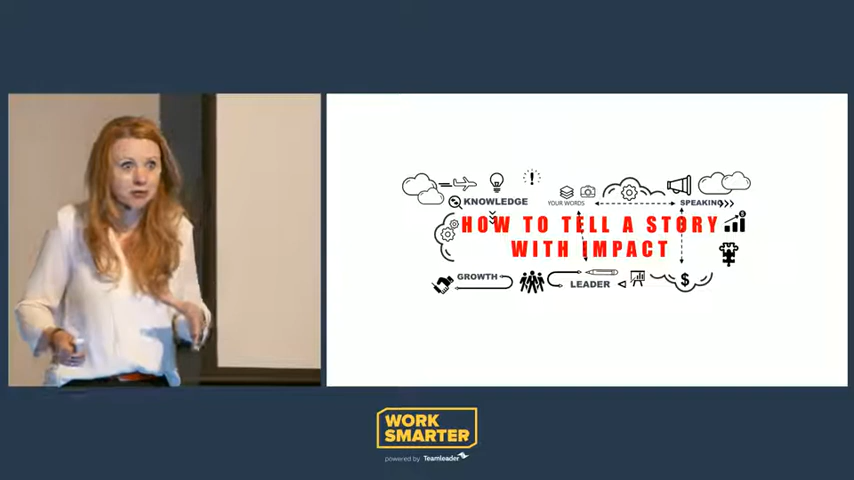 KNOWLEDGE
YOUR WORDS
SPEAKING
HOW TO TELL A STORY
WITH IMPACT
GROWTH
LEADER
$
WORK
SMARTER
powered by Teamleader